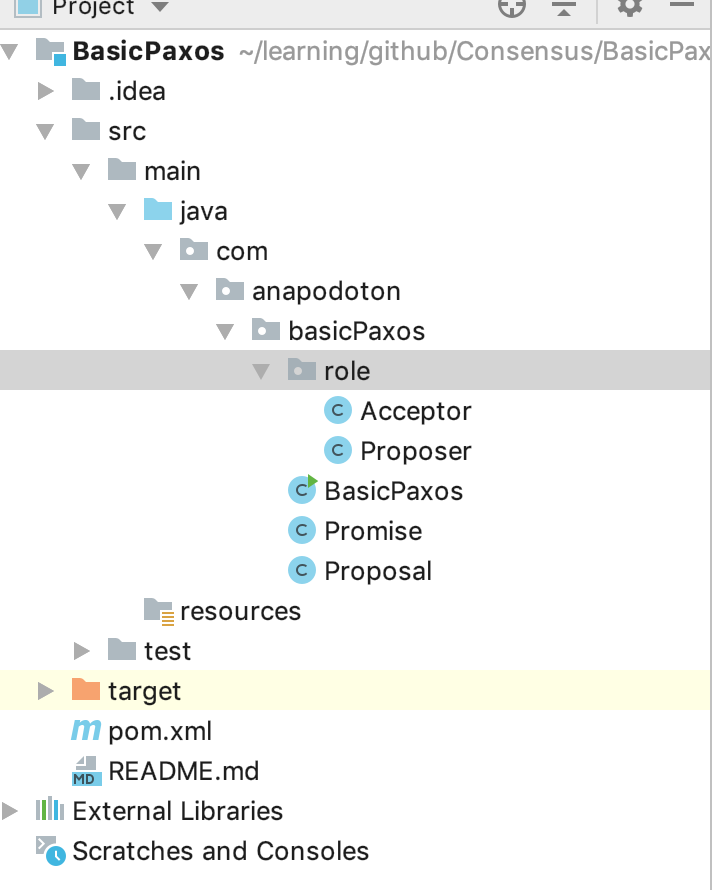 Project
BasicPaxos ~/learning/github/Consensus/BasicPax
.idea
src
main
java
com
anapodoton
basicPaxos
role
C Acceptor
C Proposer
C BasicPaxos
C Promise
C Proposal
resources
test
target
m pom.xml
MD README.md
External Libraries
Scratches and Consoles